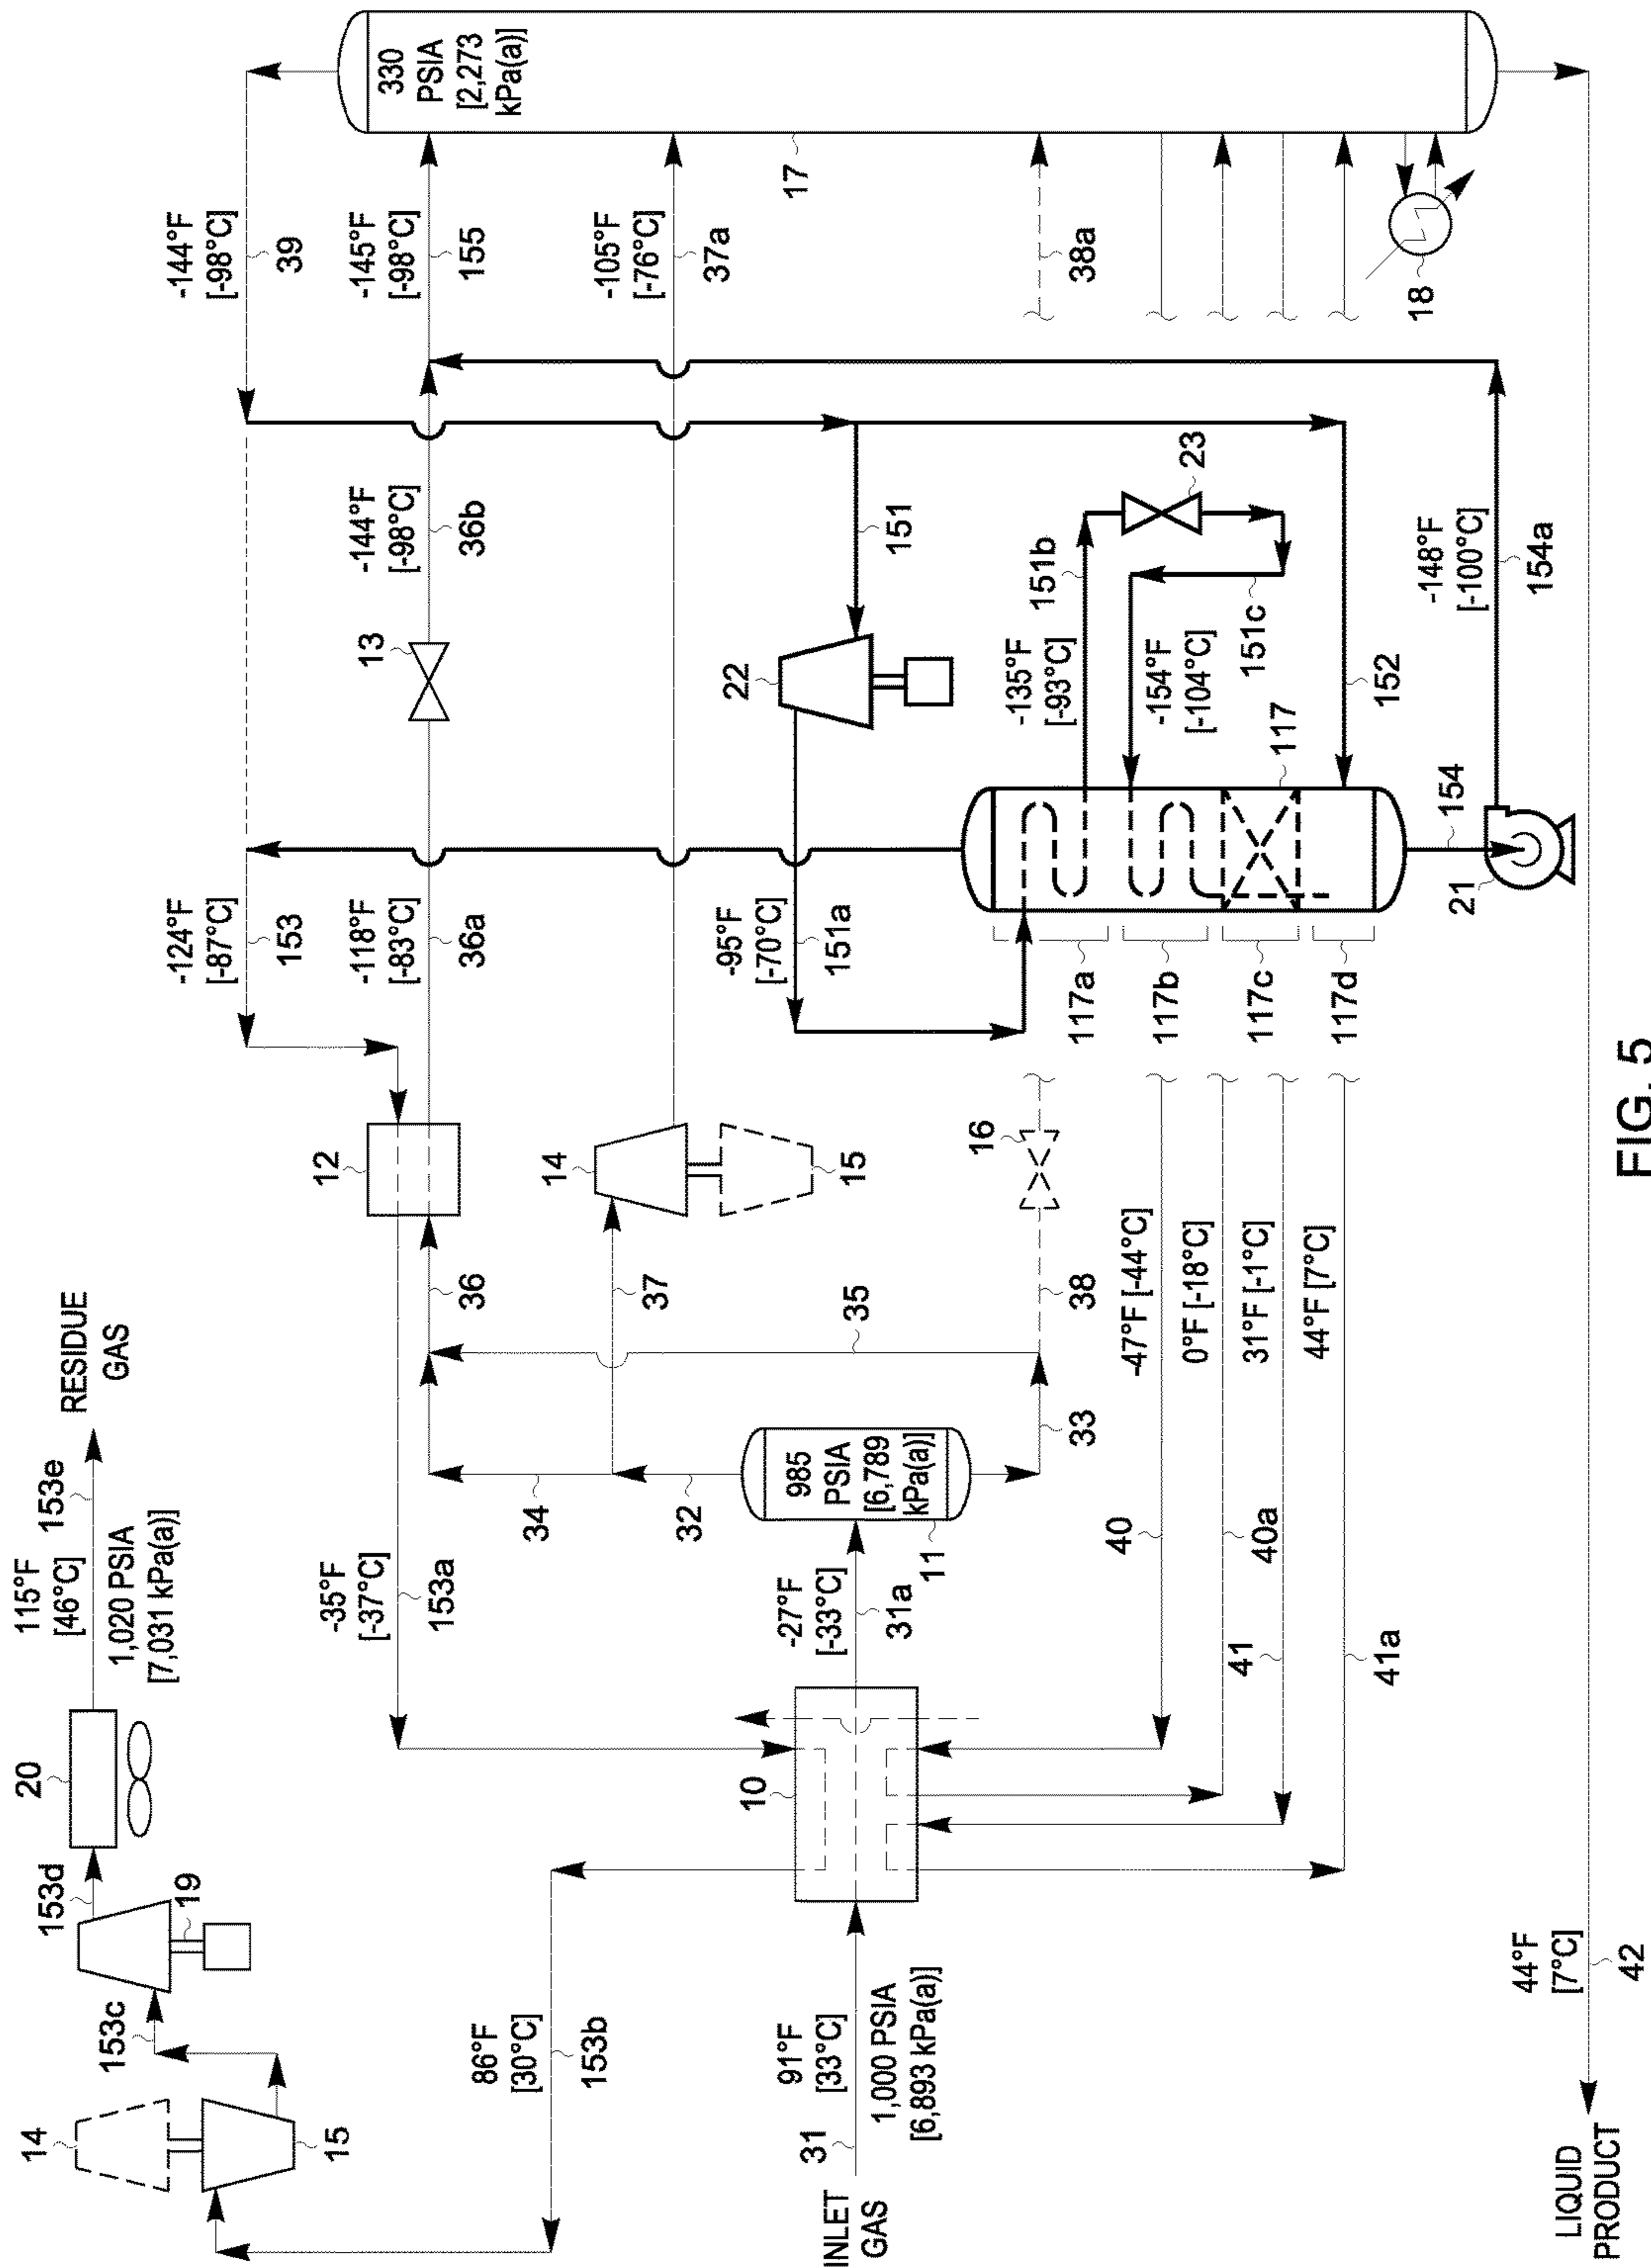 FIG. 5
RESIDUE
GAS
115°F
[46°C]
153e
1,020 PSIA
[7,031 kPa(a)]
20
153d
19
153c
14
15
86°F
[30°C]
153b
INLET
GAS
31
91°F
[33°C]
1,000 PSIA
[6,893 kPa(a)]
10
-35°F
[-37°C]
153a
-27°F
[-33°C]
31a
11
985
PSIA
[6,789
kPa(a)]
32
33
34
35
36
37
38
12
14
15
16
-124°F
[-87°C]
153
-118°F
[-83°C]
36a
13
-144°F
[-98°C]
36b
-144°F
[-98°C]
39
-145°F
[-98°C]
155
-105°F
[-76°C]
37a
38a
17
330
PSIA
[2,273
kPa(a)]
18
22
151
-95°F
[-70°C]
151a
-135°F
[-93°C]
151b
23
-154°F
[-104°C]
151c
152
117
117a
117b
117c
117d
154
21
-148°F
[-100°C]
154a
-47°F [-44°C]
40
0°F [-18°C]
40a
31°F [-1°C]
41
44°F [7°C]
41a
44°F
[7°C]
42
LIQUID
PRODUCT